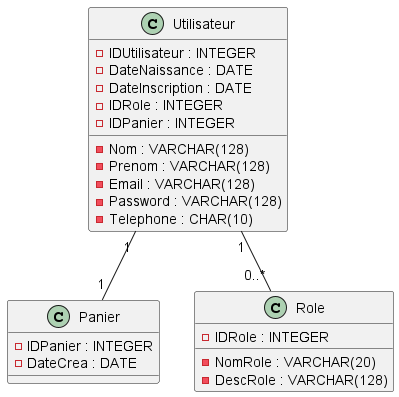 C Utilisateur
IDUtilisateur : INTEGER
DateNaissance : DATE
DateInscription : DATE
IDRole : INTEGER
IDPanier : INTEGER
Nom : VARCHAR(128)
Prenom : VARCHAR(128)
Email : VARCHAR(128)
Password : VARCHAR(128)
Telephone : CHAR(10)
1 1
1 0..*
C Panier
IDPanier : INTEGER
DateCrea : DATE
C Role
IDRole : INTEGER
NomRole : VARCHAR(20)
DescRole : VARCHAR(128)